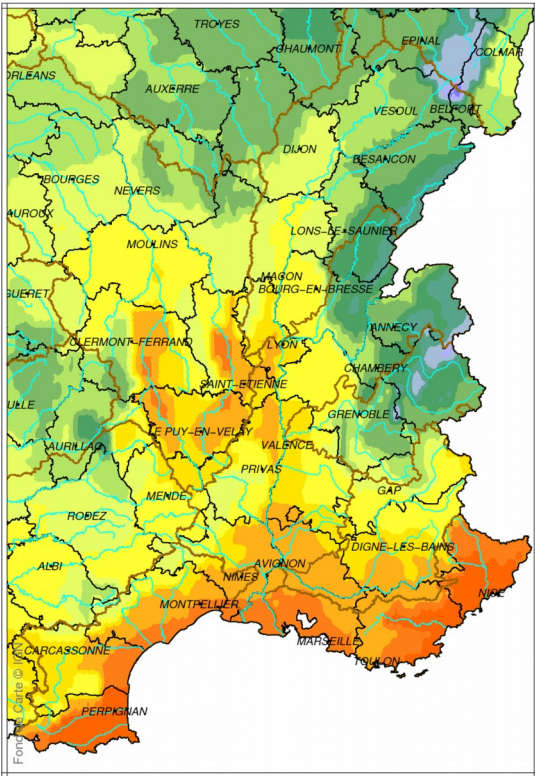 TROYES
CHAUMONT
EPINAL
COLMAR
ORLEANS
AUXERRE
VESOUL
BELFORT
DIJON
BESANCON
BOURGES
NEVERS
AUROUX
LONS-LE-SAUNIER
MOULINS
MACON
BOURG-EN-BRESSE
GUERET
ANNECY
CLERMONT-FERRAND
LYON
CHAMBERY
SAINT-ETIENNE
ULLE
GRENOBLE
LE PUY-EN-VELAY
AURILLAC
VALENCE
PRIVAS
MENDE
GAP
RODEZ
DIGNE-LES-BAINS
ALBI
AVIGNON
NIMES
NICE
MONTPELLIER
MARSEILLE
CARCASSONNE
TOULON
PERPIGNAN
Fond de Carte © IGN